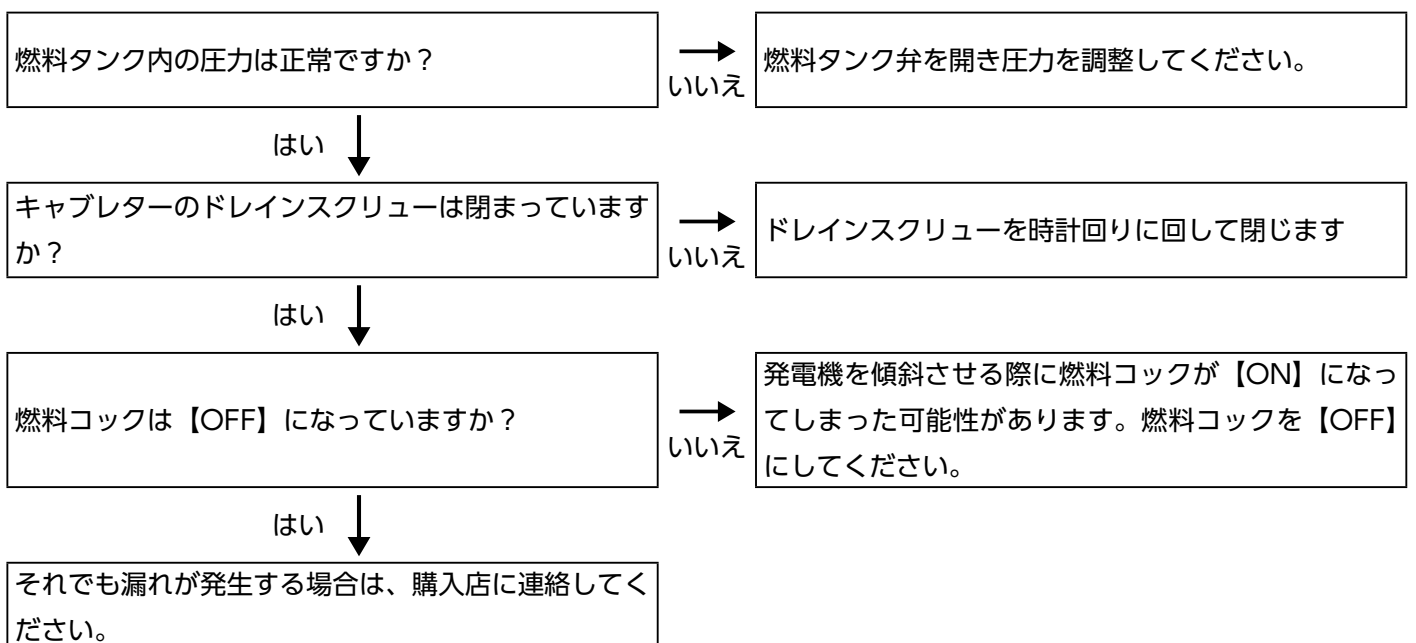 燃料タンク内の圧力は正常ですか？
いいえ
燃料タンク弁を開き圧力を調整してください。
はい
キャブレターのドレインスクリューは閉まっています
か？
いいえ
ドレインスクリューを時計回りに回して閉じます
はい
燃料コックは【OFF】になっていますか？
いいえ
発電機を傾斜させる際に燃料コックが【ON】になっ
てしまった可能性があります。燃料コックを【OFF】
にしてください。
はい
それでも漏れが発生する場合は、購入店に連絡してく
ださい。